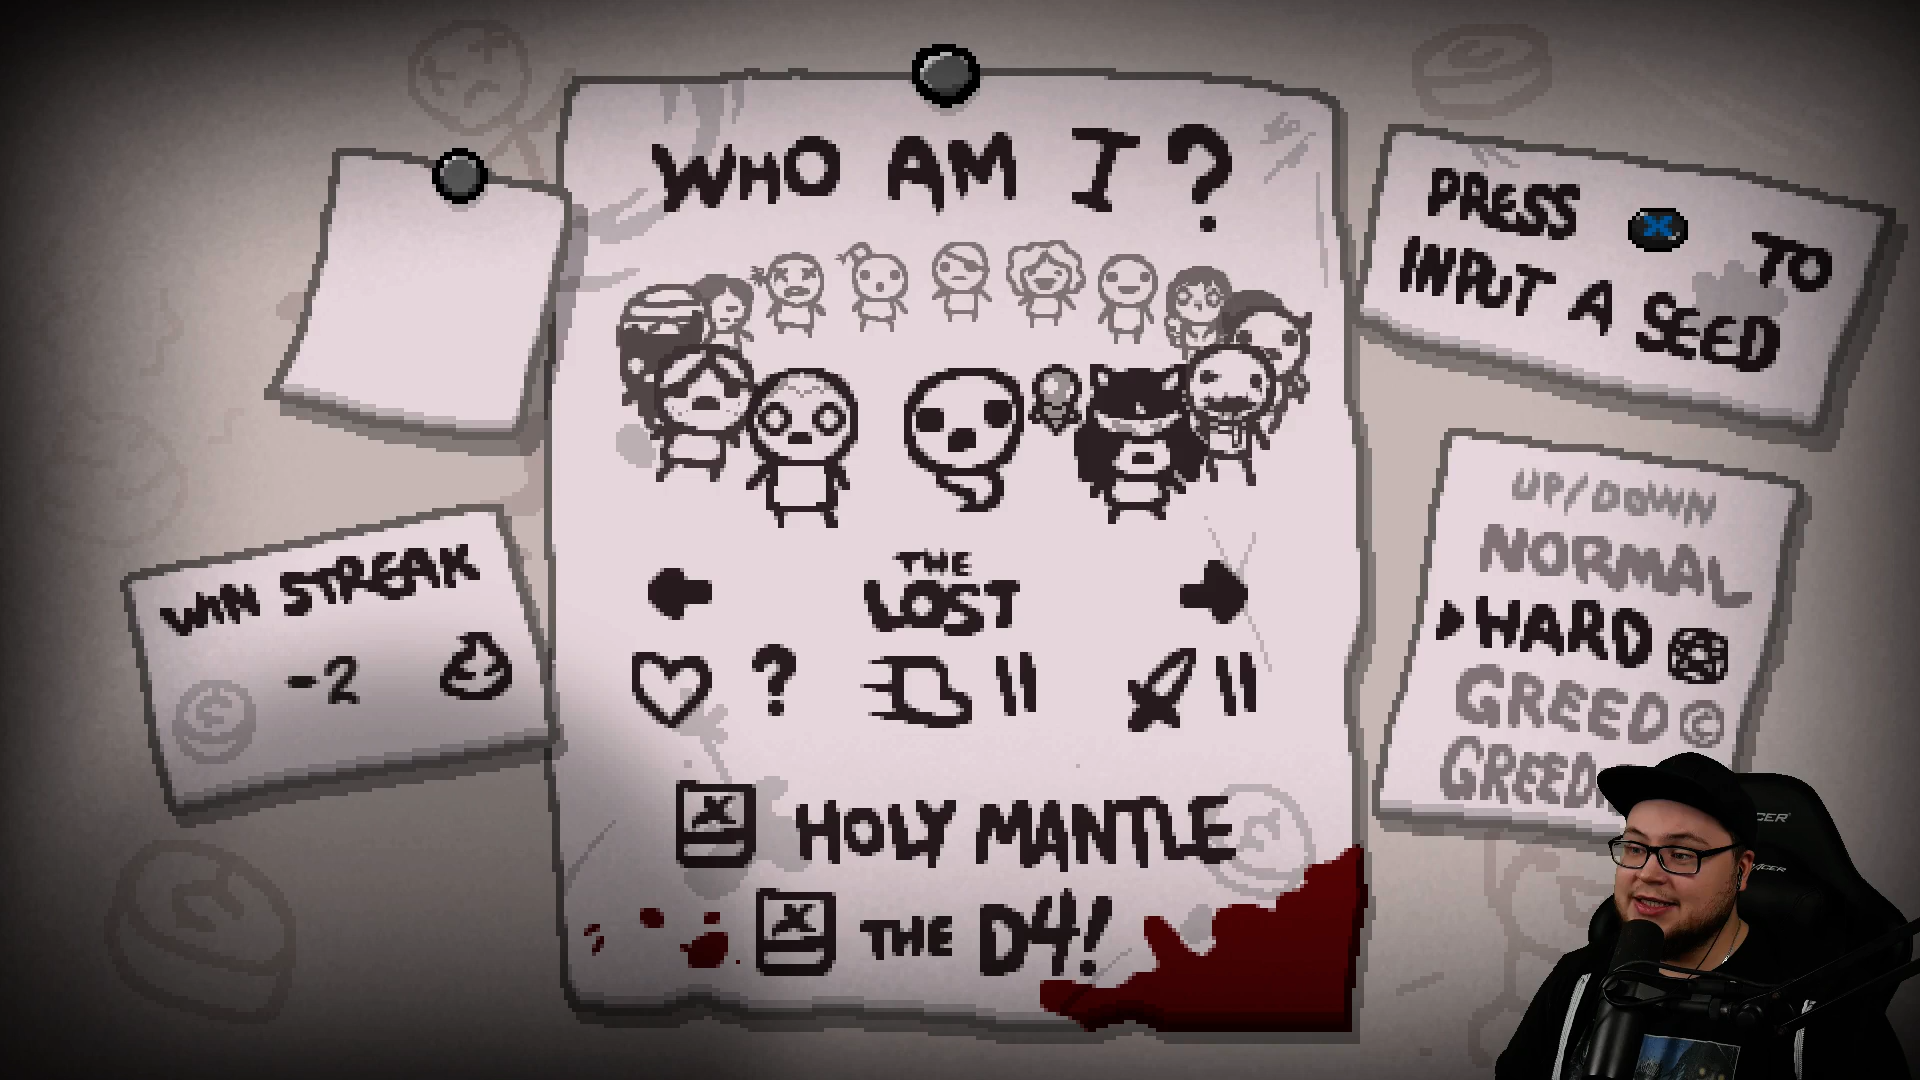 WHO AM I?
PRESS X TO
INPUT A SEED
WIN STREAK
-2
UP/DOWN
NORMAL
HARD
GREED
GREED
THE
LOST
?
HOLY MANTLE
THE D4!
CER